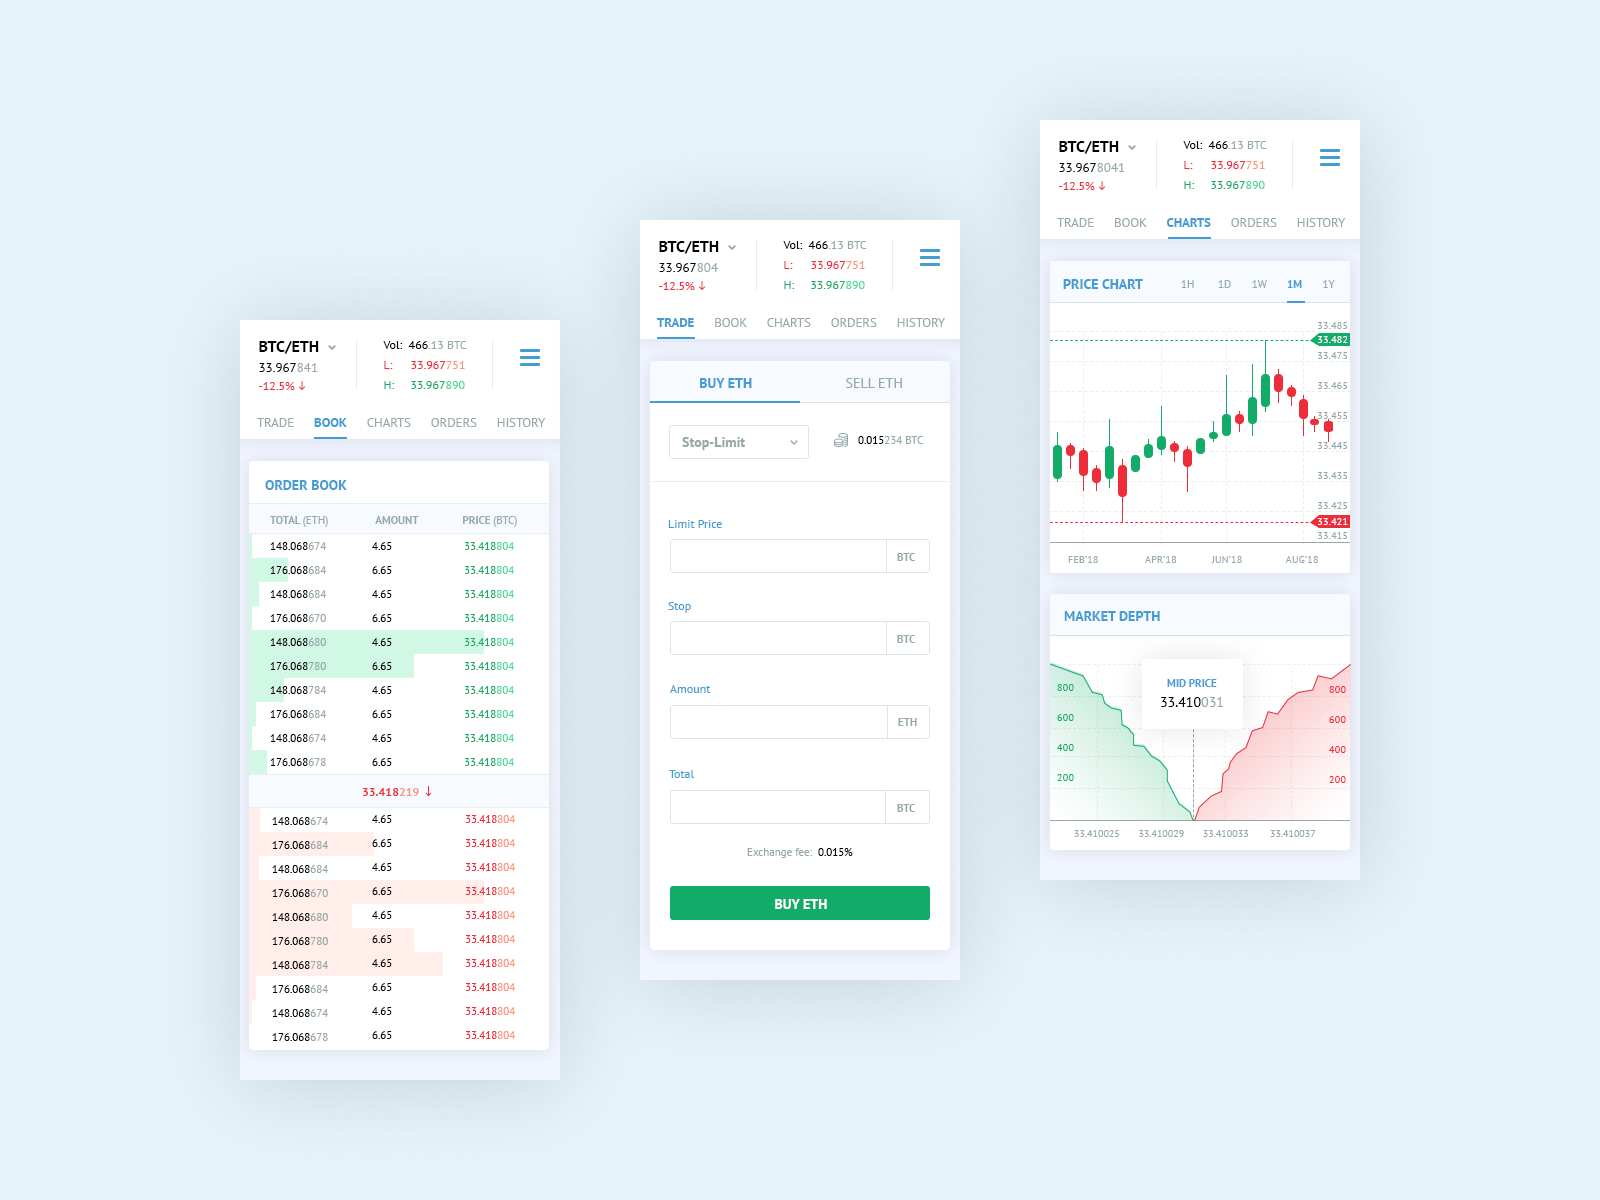 BTC/ETH
33.967841
-12.5% ↓
Vol: 466.13 BTC
L: 33.967751
H: 33.967890
TRADE BOOK CHARTS ORDERS HISTORY
ORDER BOOK
TOTAL (ETH) AMOUNT PRICE (BTC)
148.068674 4.65 33.418804
176.068684 6.65 33.418804
148.068684 4.65 33.418804
176.068670 6.65 33.418804
148.068680 4.65 33.418804
176.068780 6.65 33.418804
148.068784 4.65 33.418804
176.068684 6.65 33.418804
148.068674 4.65 33.418804
176.068678 6.65 33.418804
33.418219 ↓
148.068674 4.65 33.418804
176.068684 6.65 33.418804
148.068684 4.65 33.418804
176.068670 6.65 33.418804
148.068680 4.65 33.418804
176.068780 6.65 33.418804
148.068784 4.65 33.418804
176.068684 6.65 33.418804
148.068674 4.65 33.418804
176.068678 6.65 33.418804
BTC/ETH
33.967804
-12.5% ↓
Vol: 466.13 BTC
L: 33.967751
H: 33.967890
TRADE BOOK CHARTS ORDERS HISTORY
BUY ETH SELL ETH
Stop-Limit 0.015234 BTC
Limit Price
BTC
Stop
BTC
Amount
ETH
Total
BTC
Exchange fee: 0.015%
BUY ETH
BTC/ETH
33.9678041
-12.5% ↓
Vol: 466.13 BTC
L: 33.967751
H: 33.967890
TRADE BOOK CHARTS ORDERS HISTORY
PRICE CHART 1H 1D 1W 1M 1Y
33.485
33.482
33.475
33.465
33.455
33.445
33.435
33.425
33.421
33.415
FEB'18 APR'18 JUN'18 AUG'18
MARKET DEPTH
MID PRICE
33.410031
800 800
600 600
400 400
200 200
33.410025 33.410029 33.410033 33.410037